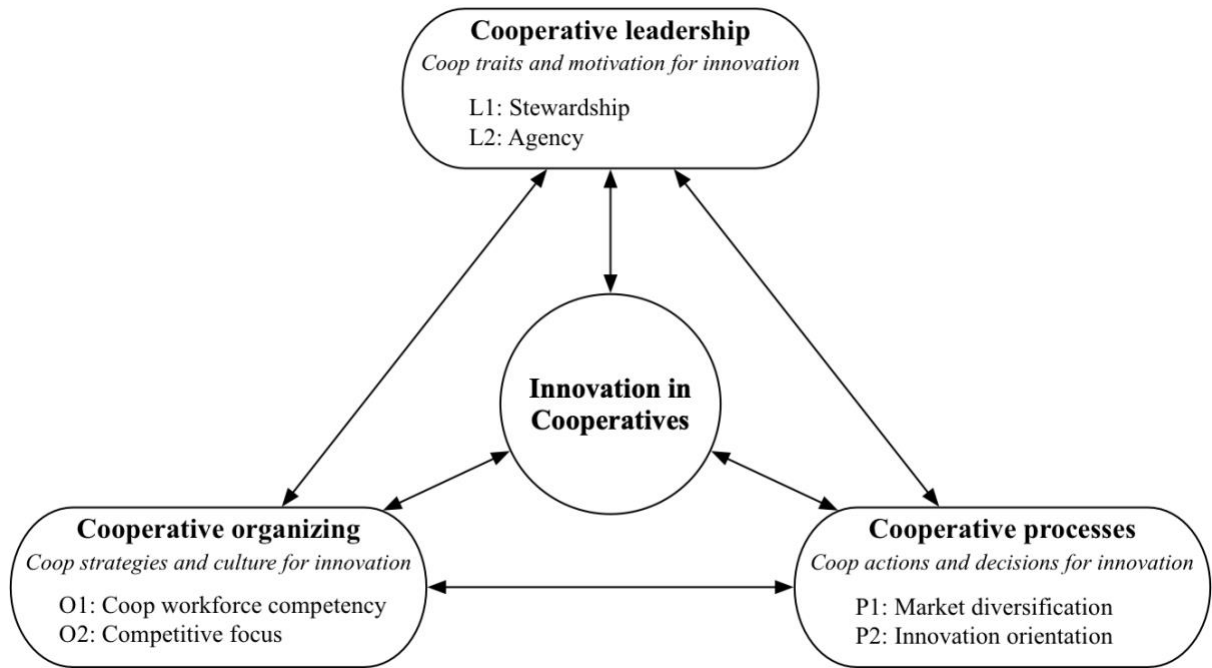 Cooperative leadership
Coop traits and motivation for innovation
L1: Stewardship
L2: Agency
Innovation in
Cooperatives
Cooperative organizing
Coop strategies and culture for innovation
O1: Coop workforce competency
O2: Competitive focus
Cooperative processes
Coop actions and decisions for innovation
P1: Market diversification
P2: Innovation orientation